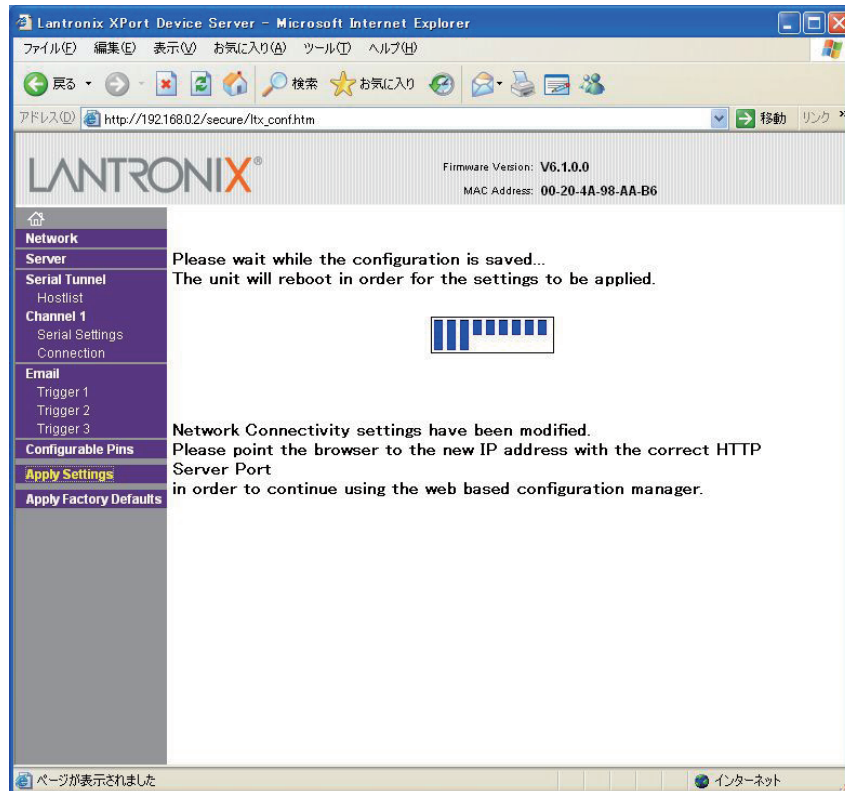 Lantronix XPort Device Server - Microsoft Internet Explorer
ファイル(F) 編集(E) 表示(V) お気に入り(A) ツール(T) ヘルプ(H)
戻る 検索 お気に入り
アドレス(D) http://192.168.0.2/secure/ltx_conf.htm 移動 リンク »
LANTRONIX®
Firmware Version: V6.1.0.0
MAC Address: 00-20-4A-98-AA-B6
Network
Server
Serial Tunnel
Hostlist
Channel 1
Serial Settings
Connection
Email
Trigger 1
Trigger 2
Trigger 3
Configurable Pins
Apply Settings
Apply Factory Defaults
Please wait while the configuration is saved...
The unit will reboot in order for the settings to be applied.
Network Connectivity settings have been modified.
Please point the browser to the new IP address with the correct HTTP
Server Port
in order to continue using the web based configuration manager.
ページが表示されました インターネット